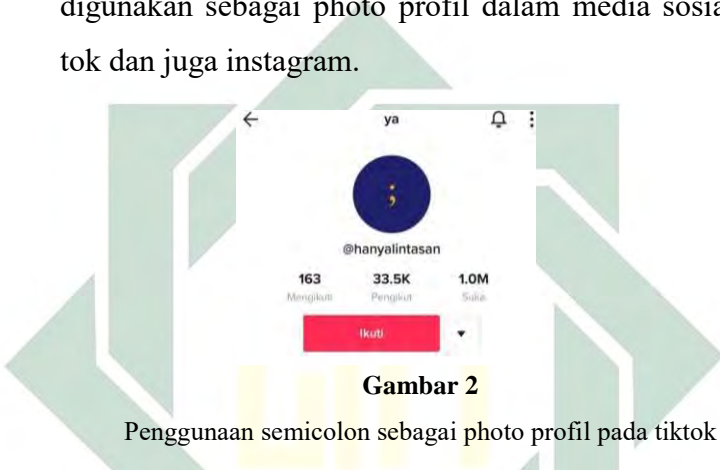 digunakan sebagai photo profil dalam media sosia
tok dan juga instagram.
ya
;
@hanyalintasan
163 33.5K 1.0M
Mengikuti Pengikut Suka
Ikuti
Gambar 2
Penggunaan semicolon sebagai photo profil pada tiktok